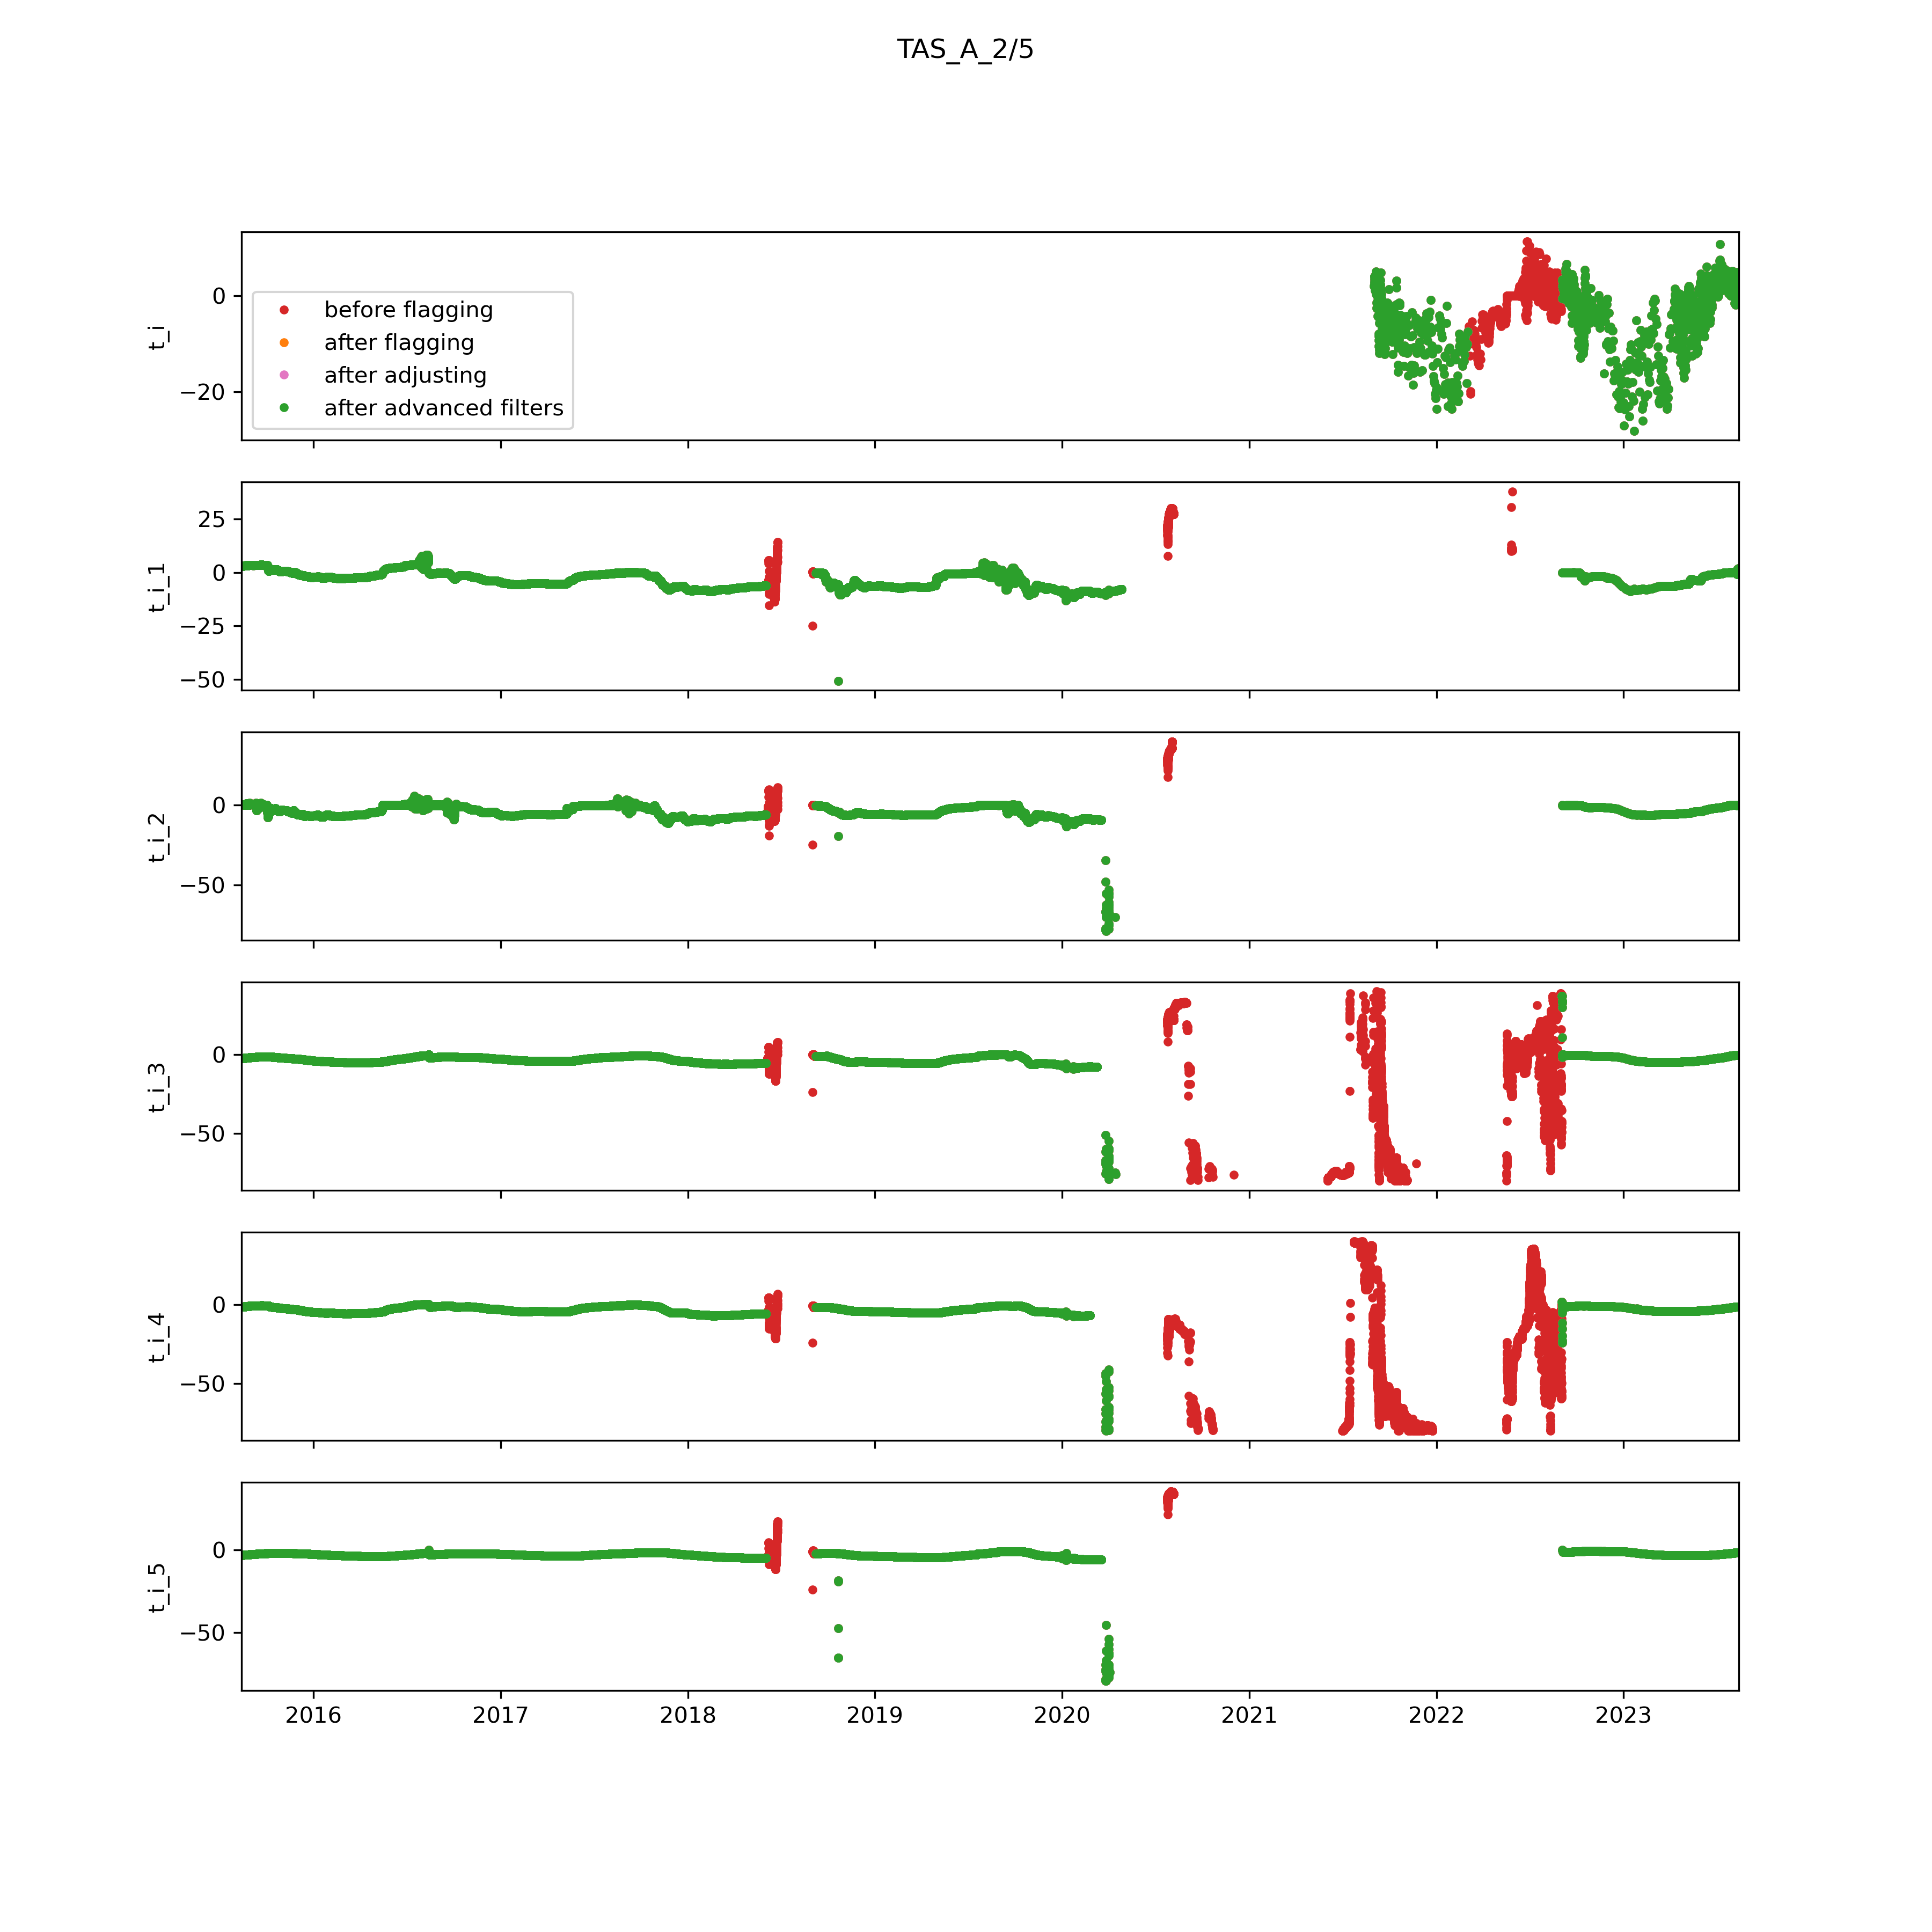 TAS_A_2/5
t_i
0
−20
before flagging
after flagging
after adjusting
after advanced filters
t_i_1
25
0
−25
−50
t_i_2
0
−50
t_i_3
0
−50
t_i_4
0
−50
t_i_5
0
−50
2016 2017 2018 2019 2020 2021 2022 2023